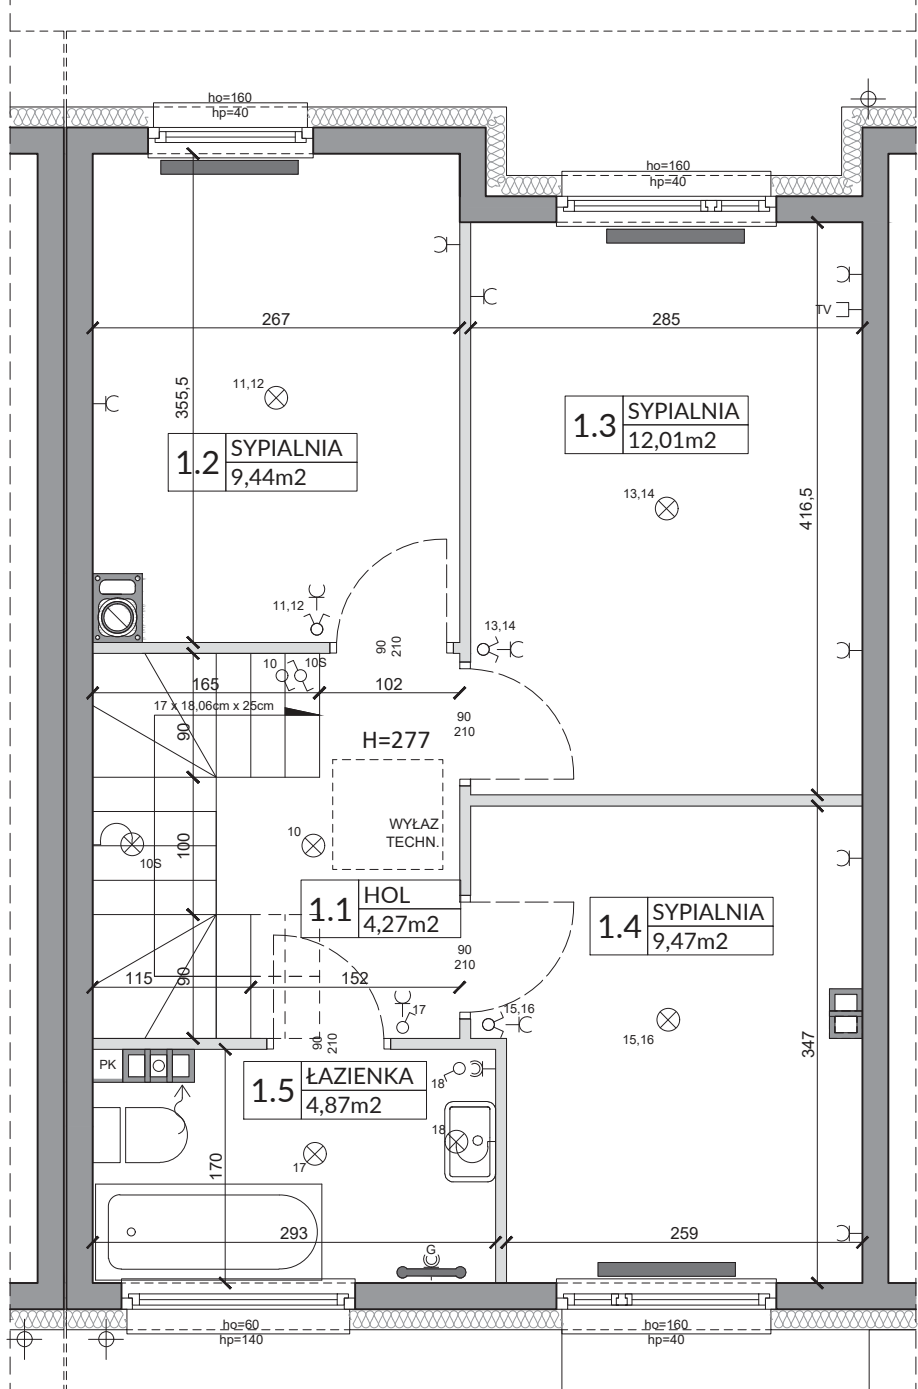 ho=160
hp=40
ho=160
hp=40
TV
267
285
355,5
11,12
1.2
SYPIALNIA
9,44m2
1.3
SYPIALNIA
12,01m2
13,14
416,5
11,12
13,14
90
210
10
10S
165
102
17 x 18,06cm x 25cm
90
90
210
H=277
WYŁAZ
TECHN.
10
100
10S
1.1
HOL
4,27m2
1.4
SYPIALNIA
9,47m2
90
210
115
90
152
17
15,16
15,16
347
90
210
PK
1.5
ŁAZIENKA
4,87m2
18
18
17
170
293
259
G
ho=60
hp=140
ho=160
hp=40